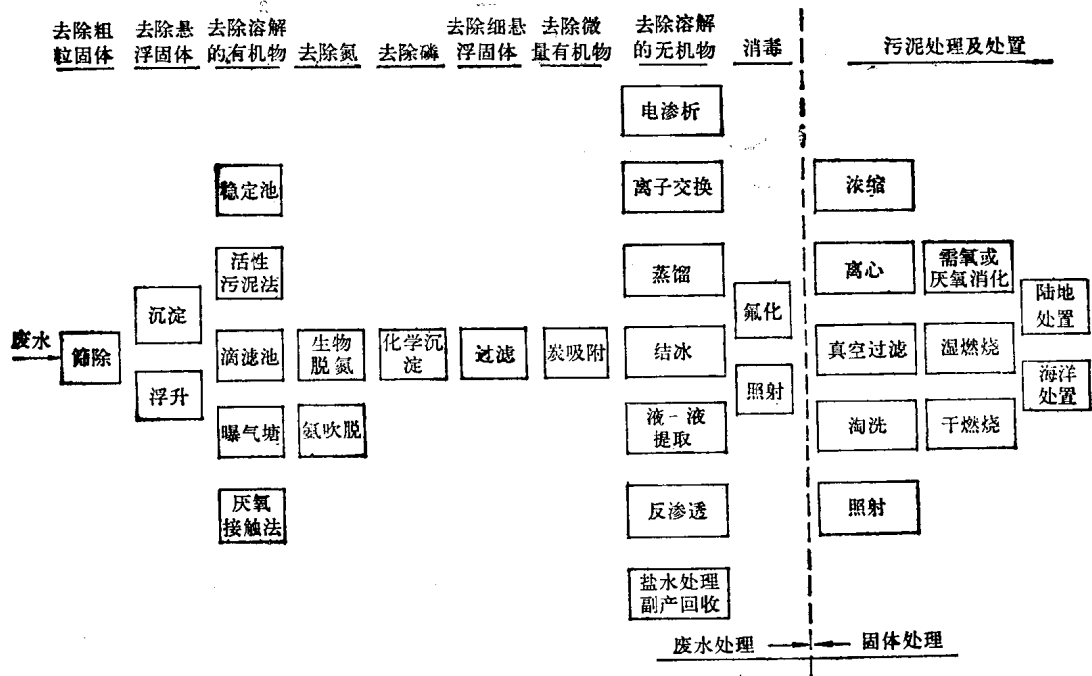 去除粗
粒固体
去除悬
浮固体
去除溶解
的有机物
去除氮
去除磷
去除细悬
浮固体
去除微
量有机物
去除溶解
的无机物
消毒
污泥处理及处置
废水
筛除
沉淀
浮升
稳定池
活性
污泥法
滴滤池
曝气塘
厌氧
接触法
生物
脱氮
氨吹脱
化学沉
淀
过滤
炭吸附
电渗析
离子交换
蒸馏
结冰
液-液
提取
反渗透
盐水处理
副产回收
氟化
照射
浓缩
离心
真空过滤
淘洗
照射
需氧或
厌氧消化
湿燃烧
干燃烧
陆地
处置
海洋
处置
废水处理
固体处理